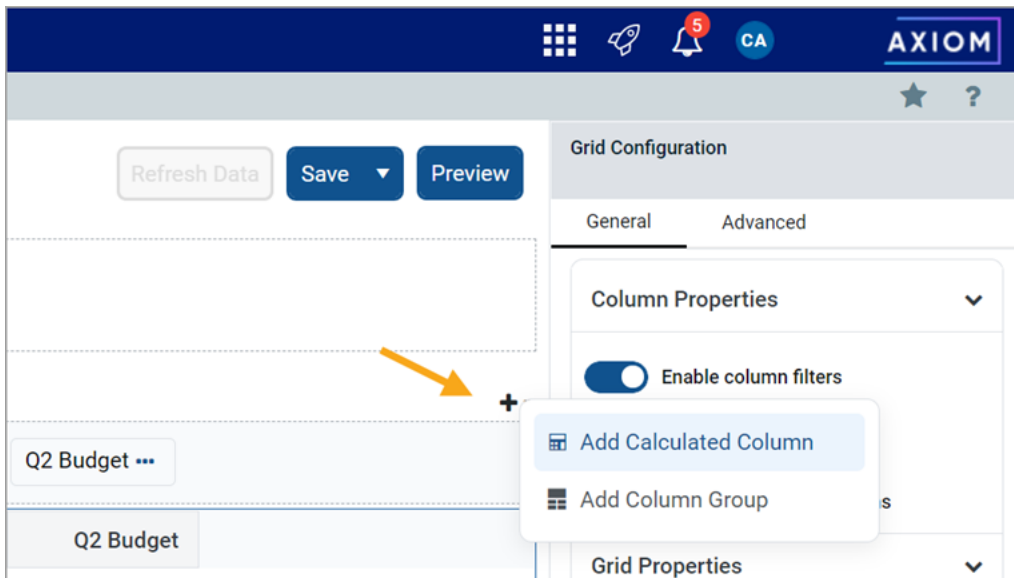 5
CA
AXIOM
?
Refresh Data
Save
Preview
Grid Configuration
General
Advanced
Column Properties
Enable column filters
+
Add Calculated Column
Q2 Budget •••
Add Column Group
s
Q2 Budget
Grid Properties